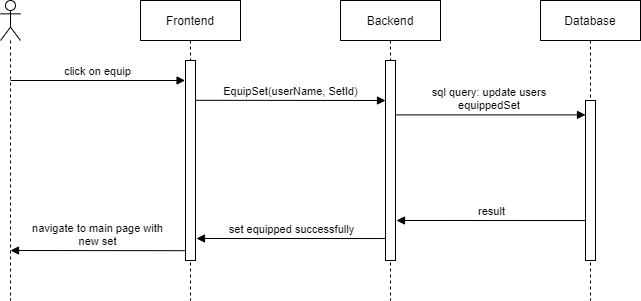 Frontend
Backend
Database
click on equip
EquipSet(userName, SetId)
sql query: update users
equippedSet
result
set equipped successfully
navigate to main page with
new set